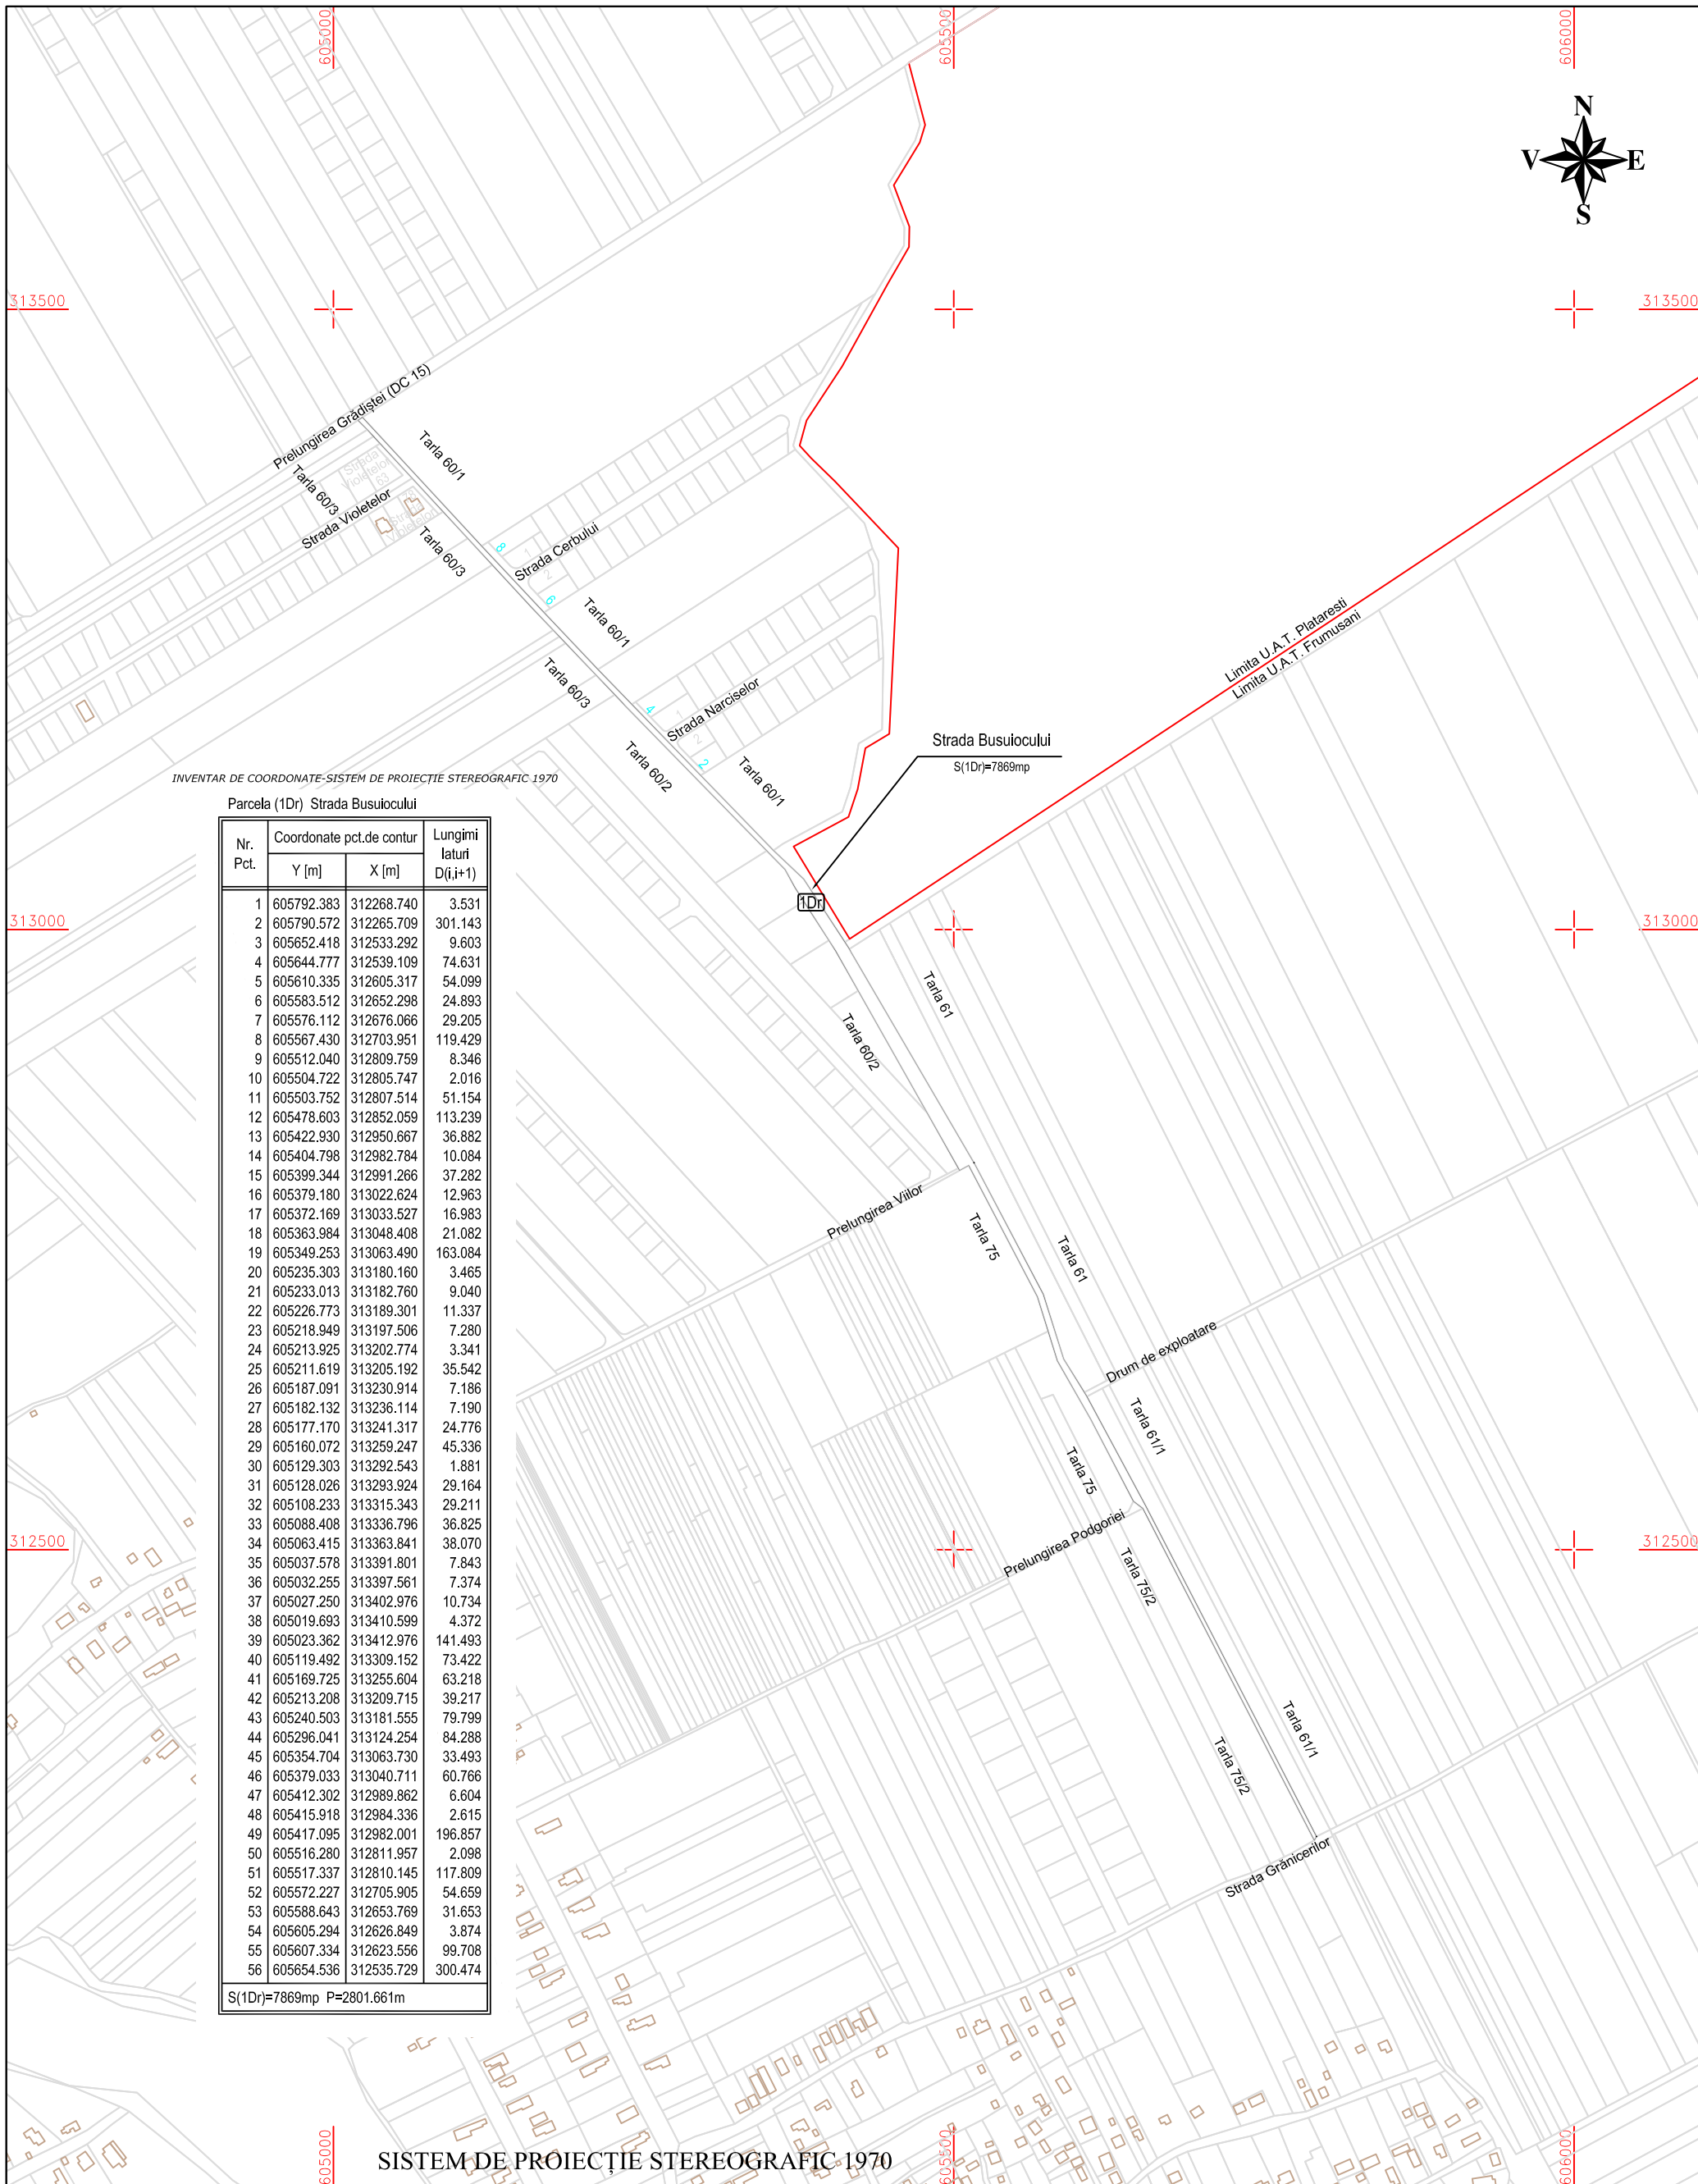 605000
605500
606000
N
V
E
S
313500
313500
Prelungirea Grădiștei (DC 15)
Tarla 60/1
Tarla 60/3
Strada Violetelor 63
Strada Violetelor
Tarla 60/3
8
1
Strada Cerbului
2
6
Tarla 60/1
Limita U.A.T. Plataresti
Limita U.A.T. Frumusani
Tarla 60/3
4
1
Strada Narciselor
2
2
Tarla 60/2
Tarla 60/1
Strada Busuiocului
S(1Dr)=7869mp
1Dr
INVENTAR DE COORDONATE-SISTEM DE PROIECȚIE STEREOGRAFIC 1970
Parcela (1Dr) Strada Busuiocului
Nr. Pct. Coordonate pct.de contur Lungimi laturi D(i,i+1)
Y [m] X [m]
1 605792.383 312268.740 3.531
2 605790.572 312265.709 301.143
3 605652.418 312533.292 9.603
4 605644.777 312539.109 74.631
5 605610.335 312605.317 54.099
6 605583.512 312652.298 24.893
7 605576.112 312676.066 29.205
8 605567.430 312703.951 119.429
9 605512.040 312809.759 8.346
10 605504.722 312805.747 2.016
11 605503.752 312807.514 51.154
12 605478.603 312852.059 113.239
13 605422.930 312950.667 36.882
14 605404.798 312982.784 10.084
15 605399.344 312991.266 37.282
16 605379.180 313022.624 12.963
17 605372.169 313033.527 16.983
18 605363.984 313048.408 21.082
19 605349.253 313063.490 163.084
20 605235.303 313180.160 3.465
21 605233.013 313182.760 9.040
22 605226.773 313189.301 11.337
23 605218.949 313197.506 7.280
24 605213.925 313202.774 3.341
25 605211.619 313205.192 35.542
26 605187.091 313230.914 7.186
27 605182.132 313236.114 7.190
28 605177.170 313241.317 24.776
29 605160.072 313259.247 45.336
30 605129.303 313292.543 1.881
31 605128.026 313293.924 29.164
32 605108.233 313315.343 29.211
33 605088.408 313336.796 36.825
34 605063.415 313363.841 38.070
35 605037.578 313391.801 7.843
36 605032.255 313397.561 7.374
37 605027.250 313402.976 10.734
38 605019.693 313410.599 4.372
39 605023.362 313412.976 141.493
40 605119.492 313309.152 73.422
41 605169.725 313255.604 63.218
42 605213.208 313209.715 39.217
43 605240.503 313181.555 79.799
44 605296.041 313124.254 84.288
45 605354.704 313063.730 33.493
46 605379.033 313040.711 60.766
47 605412.302 312989.862 6.604
48 605415.918 312984.336 2.615
49 605417.095 312982.001 196.857
50 605516.280 312811.957 2.098
51 605517.337 312810.145 117.809
52 605572.227 312705.905 54.659
53 605588.643 312653.769 31.653
54 605605.294 312626.849 3.874
55 605607.334 312623.556 99.708
56 605654.536 312535.729 300.474
S(1Dr)=7869mp P=2801.661m
313000
313000
Tarla 61
Tarla 60/2
Prelungirea Viilor
Tarla 75
Tarla 61
Drum de exploatare
Tarla 61/1
Tarla 75
Prelungirea Podgoriei
312500
312500
Tarla 75/2
Tarla 61/1
Tarla 75/2
Strada Grănicerilor
605000
605500
606000
SISTEM DE PROIECȚIE STEREOGRAFIC 1970